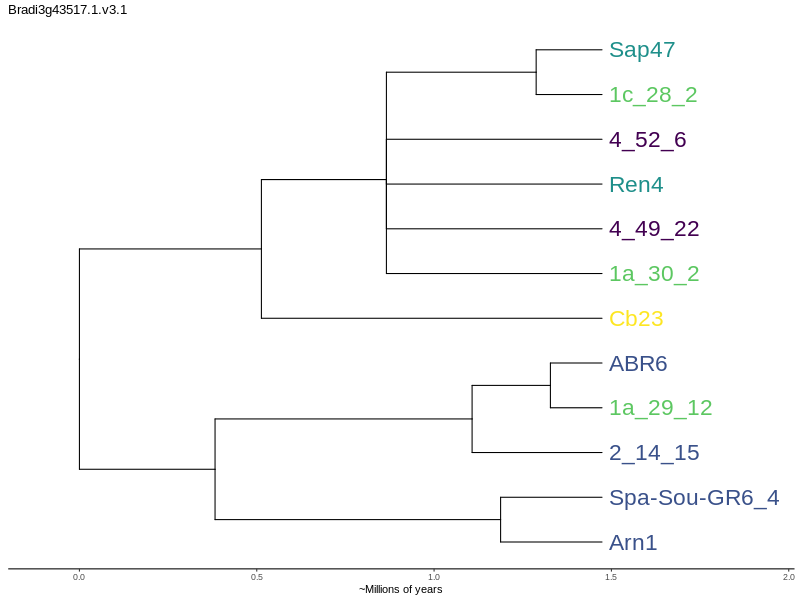 Bradi3g43517.1.v3.1
Sap47
1c_28_2
4_52_6
Ren4
4_49_22
1a_30_2
Cb23
ABR6
1a_29_12
2_14_15
Spa-Sou-GR6_4
Arn1
0.0 0.5 1.0 1.5 2.0
~Millions of years